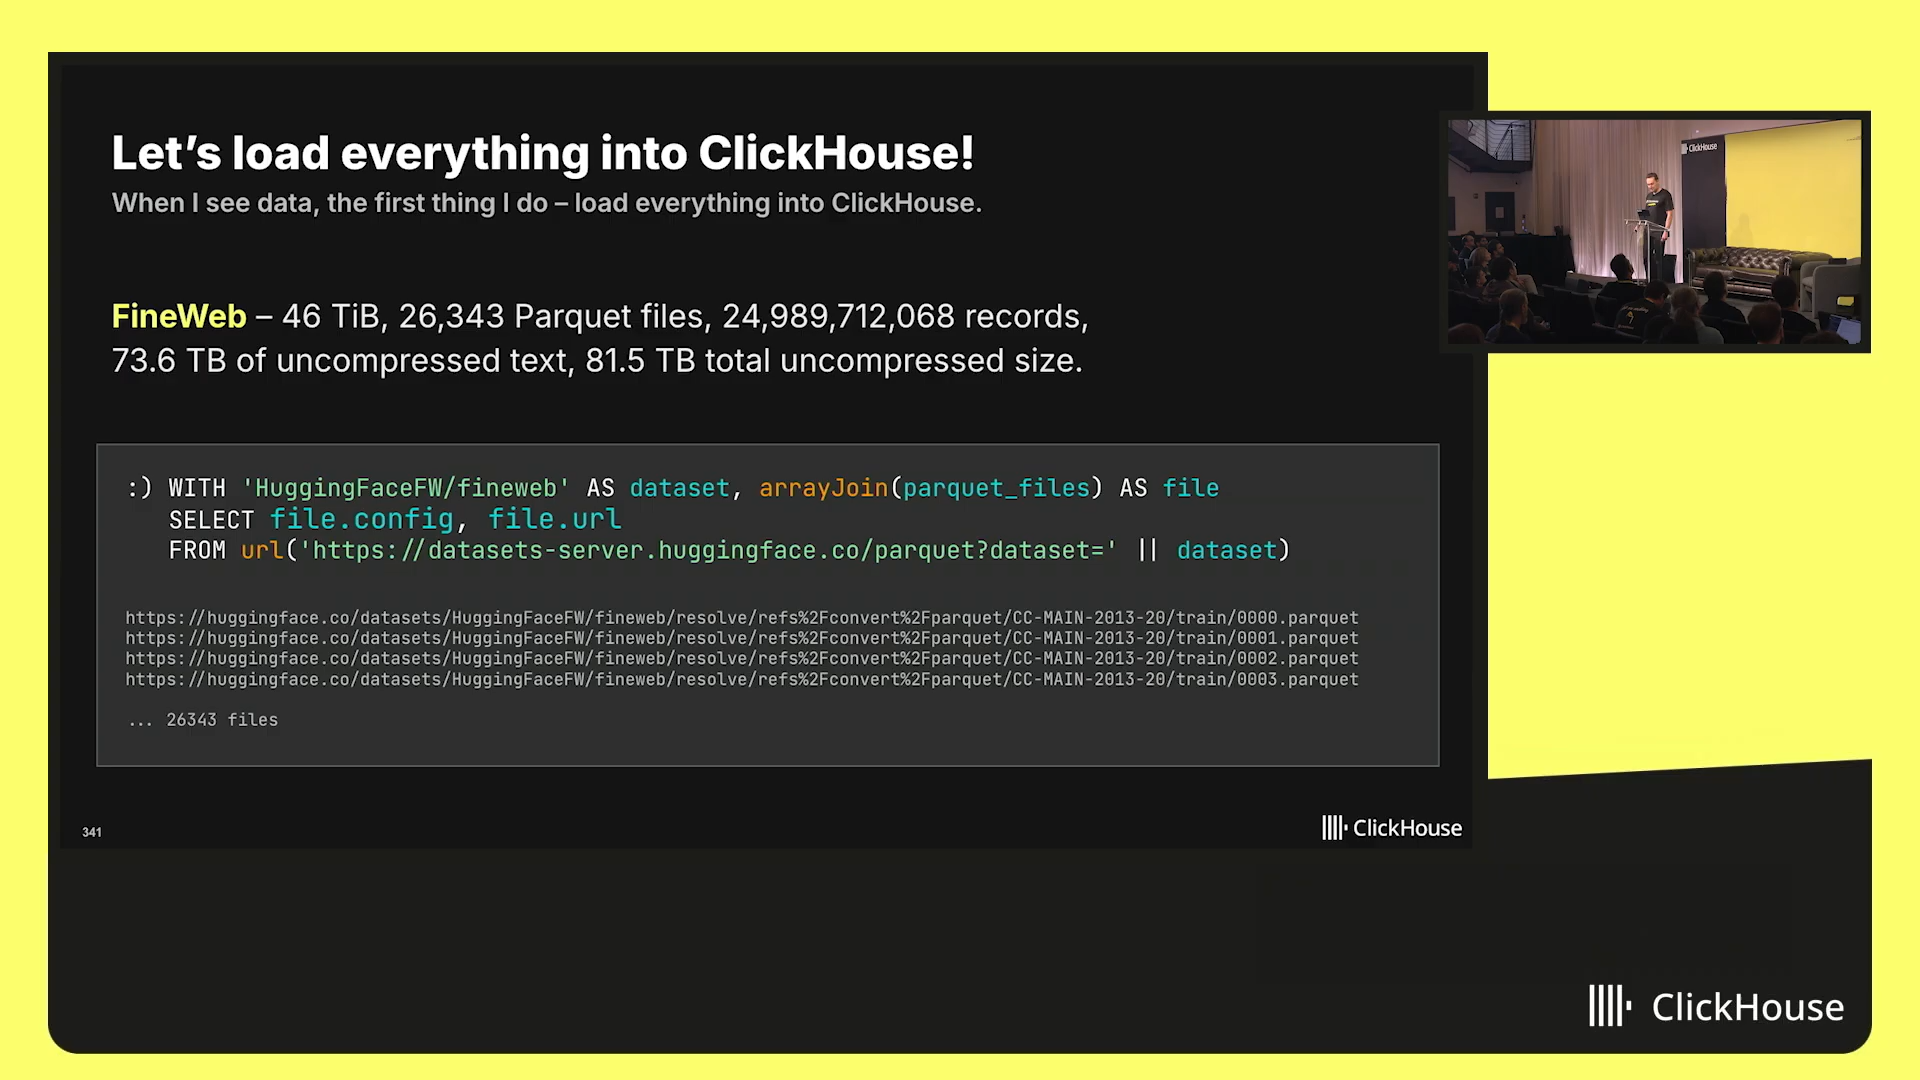 Let's load everything into ClickHouse!
When I see data, the first thing I do – load everything into ClickHouse.
FineWeb – 46 TiB, 26,343 Parquet files, 24,989,712,068 records,
73.6 TB of uncompressed text, 81.5 TB total uncompressed size.
:) WITH 'HuggingFaceFW/fineweb' AS dataset, arrayJoin(parquet_files) AS file
SELECT file.config, file.url
FROM url('https://datasets-server.huggingface.co/parquet?dataset=' || dataset)
https://huggingface.co/datasets/HuggingFaceFW/fineweb/resolve/refs%2Fconvert%2Fparquet/CC-MAIN-2013-20/train/0000.parquet
https://huggingface.co/datasets/HuggingFaceFW/fineweb/resolve/refs%2Fconvert%2Fparquet/CC-MAIN-2013-20/train/0001.parquet
https://huggingface.co/datasets/HuggingFaceFW/fineweb/resolve/refs%2Fconvert%2Fparquet/CC-MAIN-2013-20/train/0002.parquet
https://huggingface.co/datasets/HuggingFaceFW/fineweb/resolve/refs%2Fconvert%2Fparquet/CC-MAIN-2013-20/train/0003.parquet
... 26343 files
341
ClickHouse
ClickHouse
ClickHouse